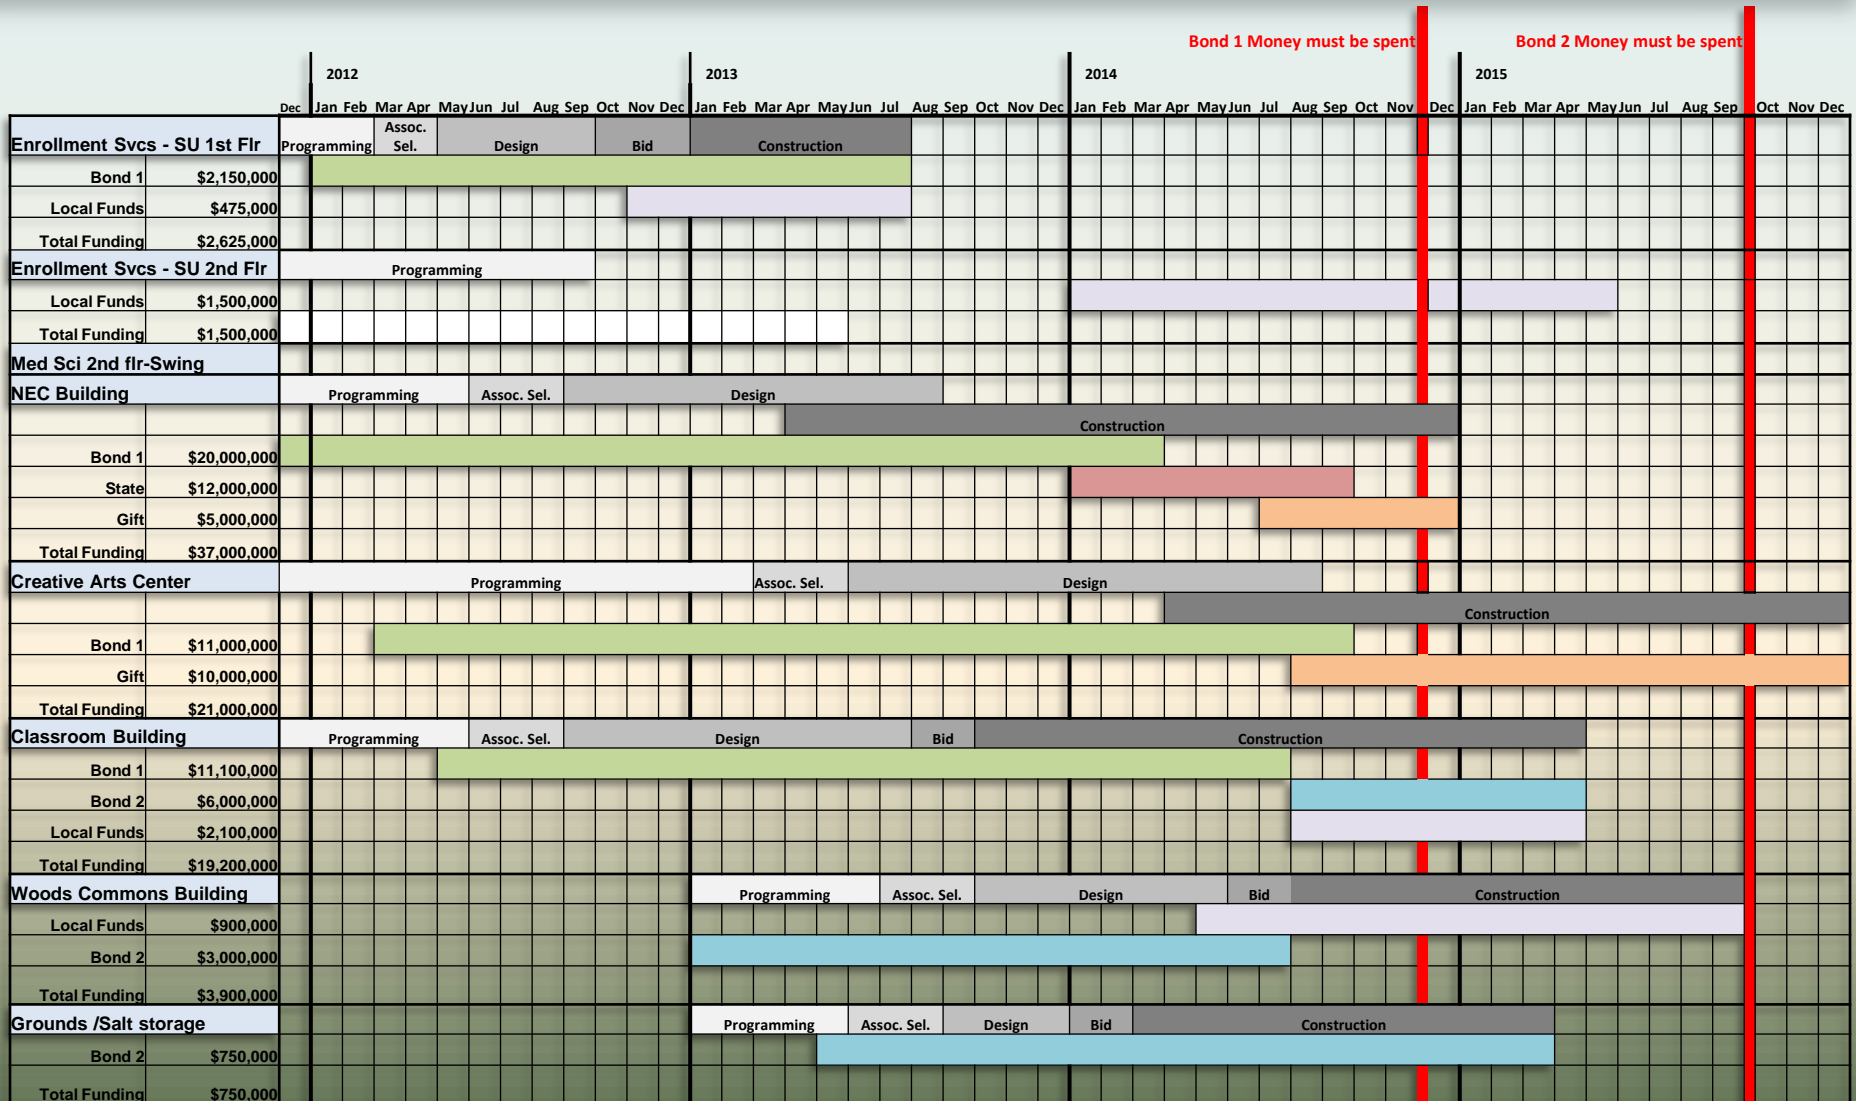 Bond 1 Money must be spent Bond 2 Money must be spent
2012 2013 2014 2015
Dec Jan Feb Mar Apr May Jun Jul Aug Sep Oct Nov Dec Jan Feb Mar Apr May Jun Jul Aug Sep Oct Nov Dec Jan Feb Mar Apr May Jun Jul Aug Sep Oct Nov Dec Jan Feb Mar Apr May Jun Jul Aug Sep Oct Nov Dec
Enrollment Svcs - SU 1st Flr Programming Assoc. Sel. Design Bid Construction
Bond 1 $2,150,000
Local Funds $475,000
Total Funding $2,625,000
Enrollment Svcs - SU 2nd Flr Programming
Local Funds $1,500,000
Total Funding $1,500,000
Med Sci 2nd flr-Swing
NEC Building Programming Assoc. Sel. Design
Construction
Bond 1 $20,000,000
State $12,000,000
Gift $5,000,000
Total Funding $37,000,000
Creative Arts Center Programming Assoc. Sel. Design
Construction
Bond 1 $11,000,000
Gift $10,000,000
Total Funding $21,000,000
Classroom Building Programming Assoc. Sel. Design Bid Construction
Bond 1 $11,100,000
Bond 2 $6,000,000
Local Funds $2,100,000
Total Funding $19,200,000
Woods Commons Building Programming Assoc. Sel. Design Bid Construction
Local Funds $900,000
Bond 2 $3,000,000
Total Funding $3,900,000
Grounds /Salt storage Programming Assoc. Sel. Design Bid Construction
Bond 2 $750,000
Total Funding $750,000